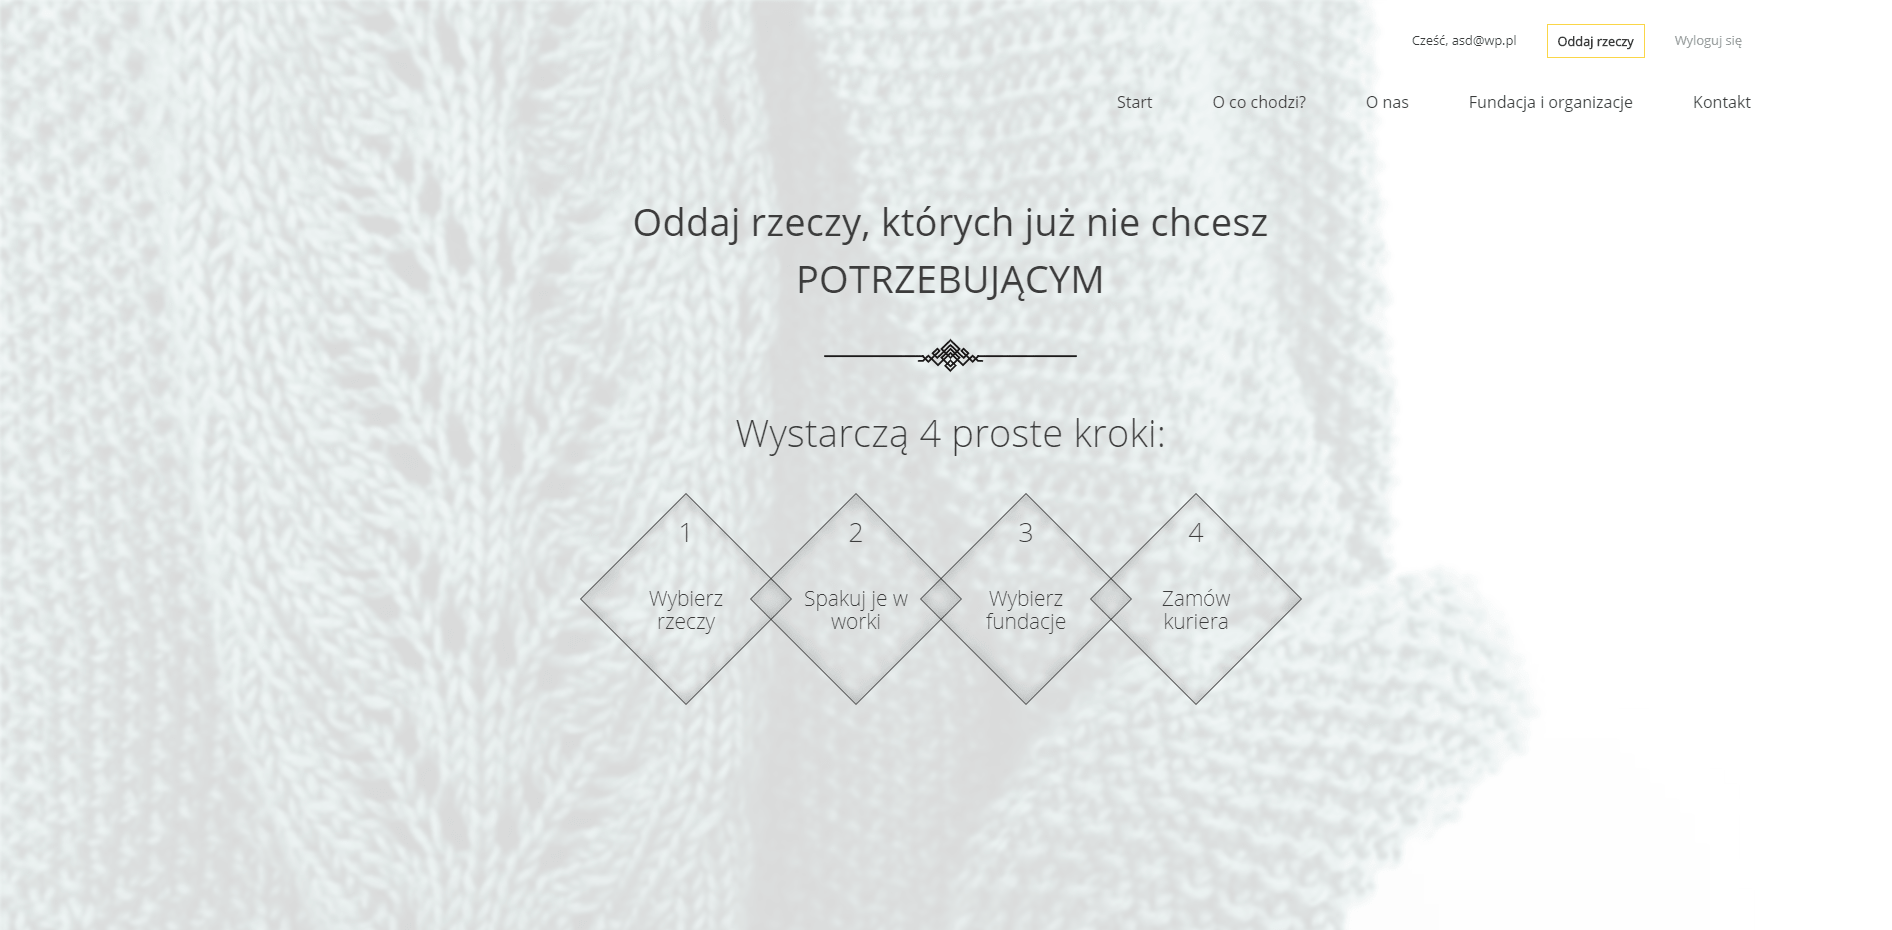 Cześć, asd@wp.pl
Oddaj rzeczy
Wyloguj się
Start
O co chodzi?
O nas
Fundacja i organizacje
Kontakt
Oddaj rzeczy, których już nie chcesz
POTRZEBUJĄCYM
Wystarczą 4 proste kroki:
1
Wybierz
rzeczy
2
Spakuj je w
worki
3
Wybierz
fundacje
4
Zamów
kuriera